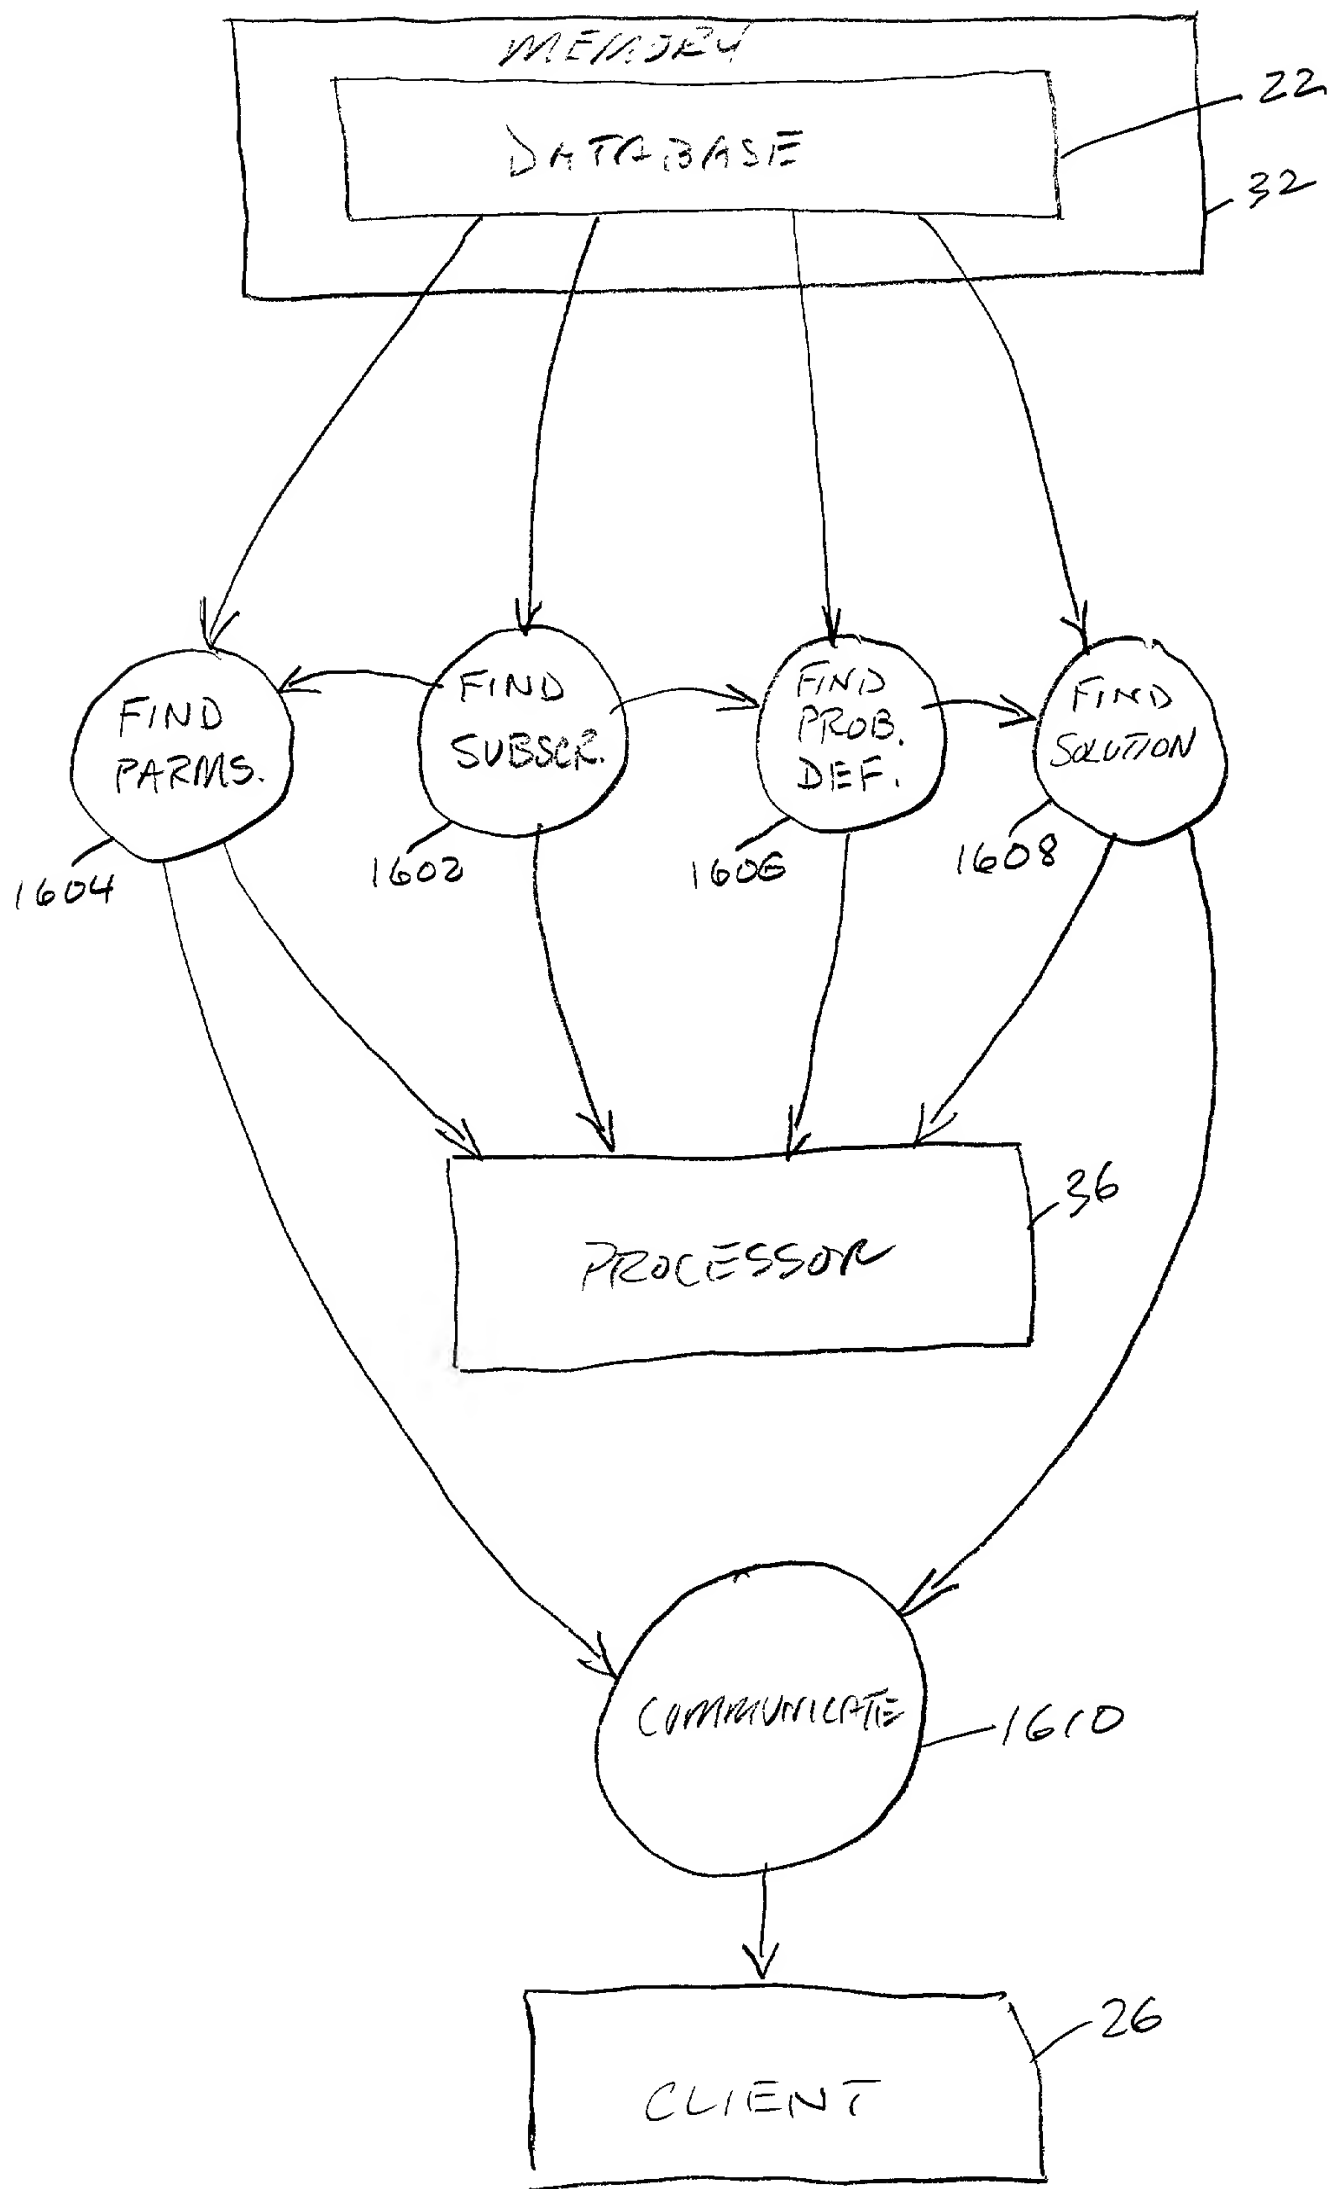 MEMORY
DATABASE
22
32
FIND
PARMS.
1604
FIND
SUBSCR.
1602
FIND
PROB.
DEF.
1606
FIND
SOLUTION
1608
PROCESSOR
36
COMMUNICATE
1610
CLIENT
26